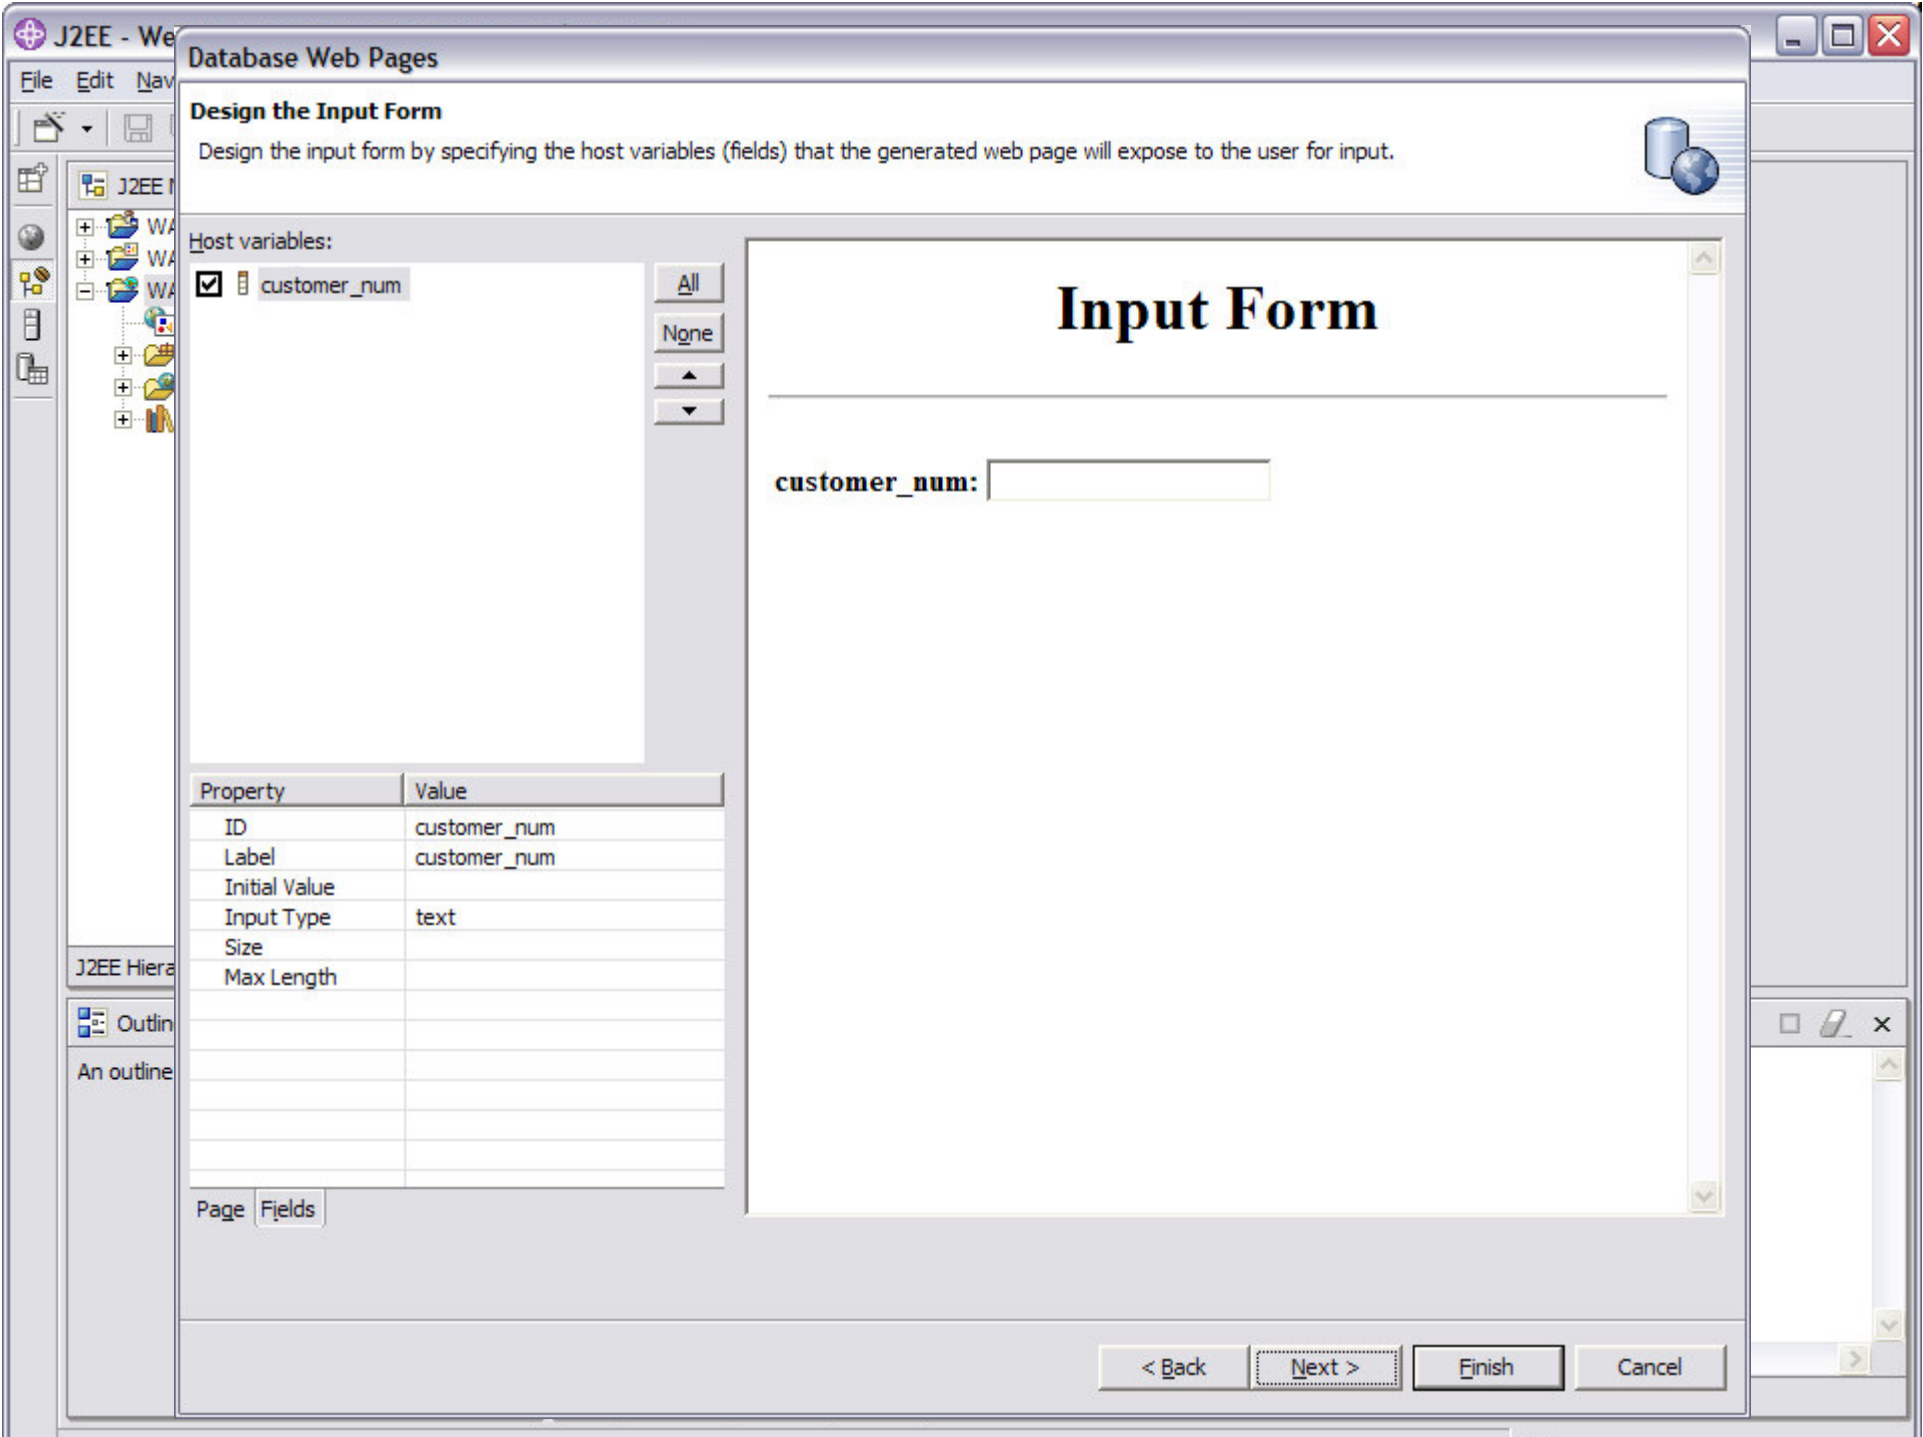 J2EE - We
Database Web Pages
File Edit Nav
Design the Input Form
Design the input form by specifying the host variables (fields) that the generated web page will expose to the user for input.
J2EE N
WA
WA
WA
Host variables:
customer_num
All
None
Input Form
customer_num:
Property Value
ID customer_num
Label customer_num
Initial Value
Input Type text
Size
Max Length
Page Fields
J2EE Hiera
Outlin
An outline
< Back Next > Finish Cancel